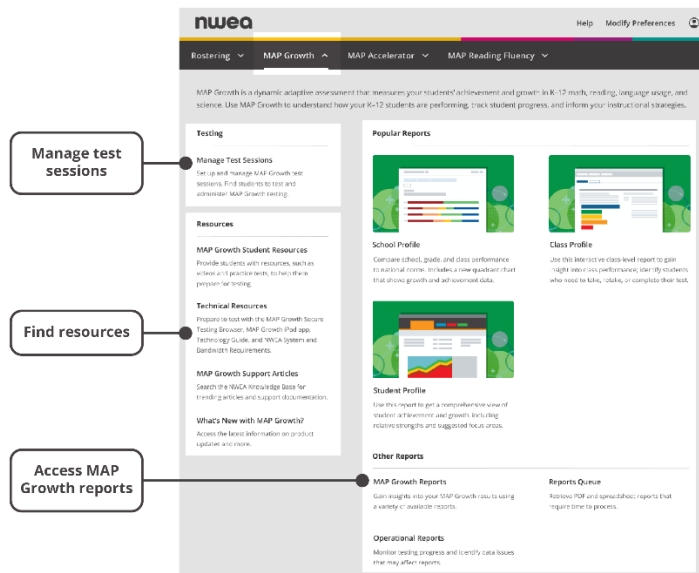 nwea
Help Modify Preferences
Rostering MAP Growth MAP Accelerator MAP Reading Fluency
MAP Growth is a dynamic adaptive assessment that measures your students' achievement and growth in K–12 math, reading, language usage, and
science. Use MAP Growth to understand how your K–12 students are performing, track student progress, and inform your instructional strategies.
Manage test
sessions
Testing
Manage Test Sessions
Set up and manage MAP Growth test
sessions. Find students to test and
administer MAP Growth testing.
Find resources
Resources
MAP Growth Student Resources
Provide students with resources, such as
videos and practice tests, to help them
prepare for testing.
Technical Resources
Prepare to test with the MAP Growth Secure
Testing Browser, MAP Growth iPad app,
Technology Guide, and NWEA System and
Bandwidth Requirements.
MAP Growth Support Articles
Search the NWEA Knowledge Base for
trending articles and support documentation.
What's New with MAP Growth?
Access the latest information on product
updates and more.
Popular Reports
School Profile
Compare school, grade, and class performance
to national norms. Includes a new quadrant chart
that shows growth and achievement data.
Class Profile
Use this interactive class-level report to gain
insight into class performance; identify students
who need to take, retake, or complete their test.
Student Profile
Use this report to get a comprehensive view of
student achievement and growth, including
relative strengths and suggested focus areas.
Other Reports
Access MAP
Growth reports
MAP Growth Reports
Gain insights into your MAP Growth results using
a variety of available reports.
Reports Queue
Retrieve PDF and spreadsheet reports that
require time to process.
Operational Reports
Monitor testing progress and identify data issues
that may affect reports.